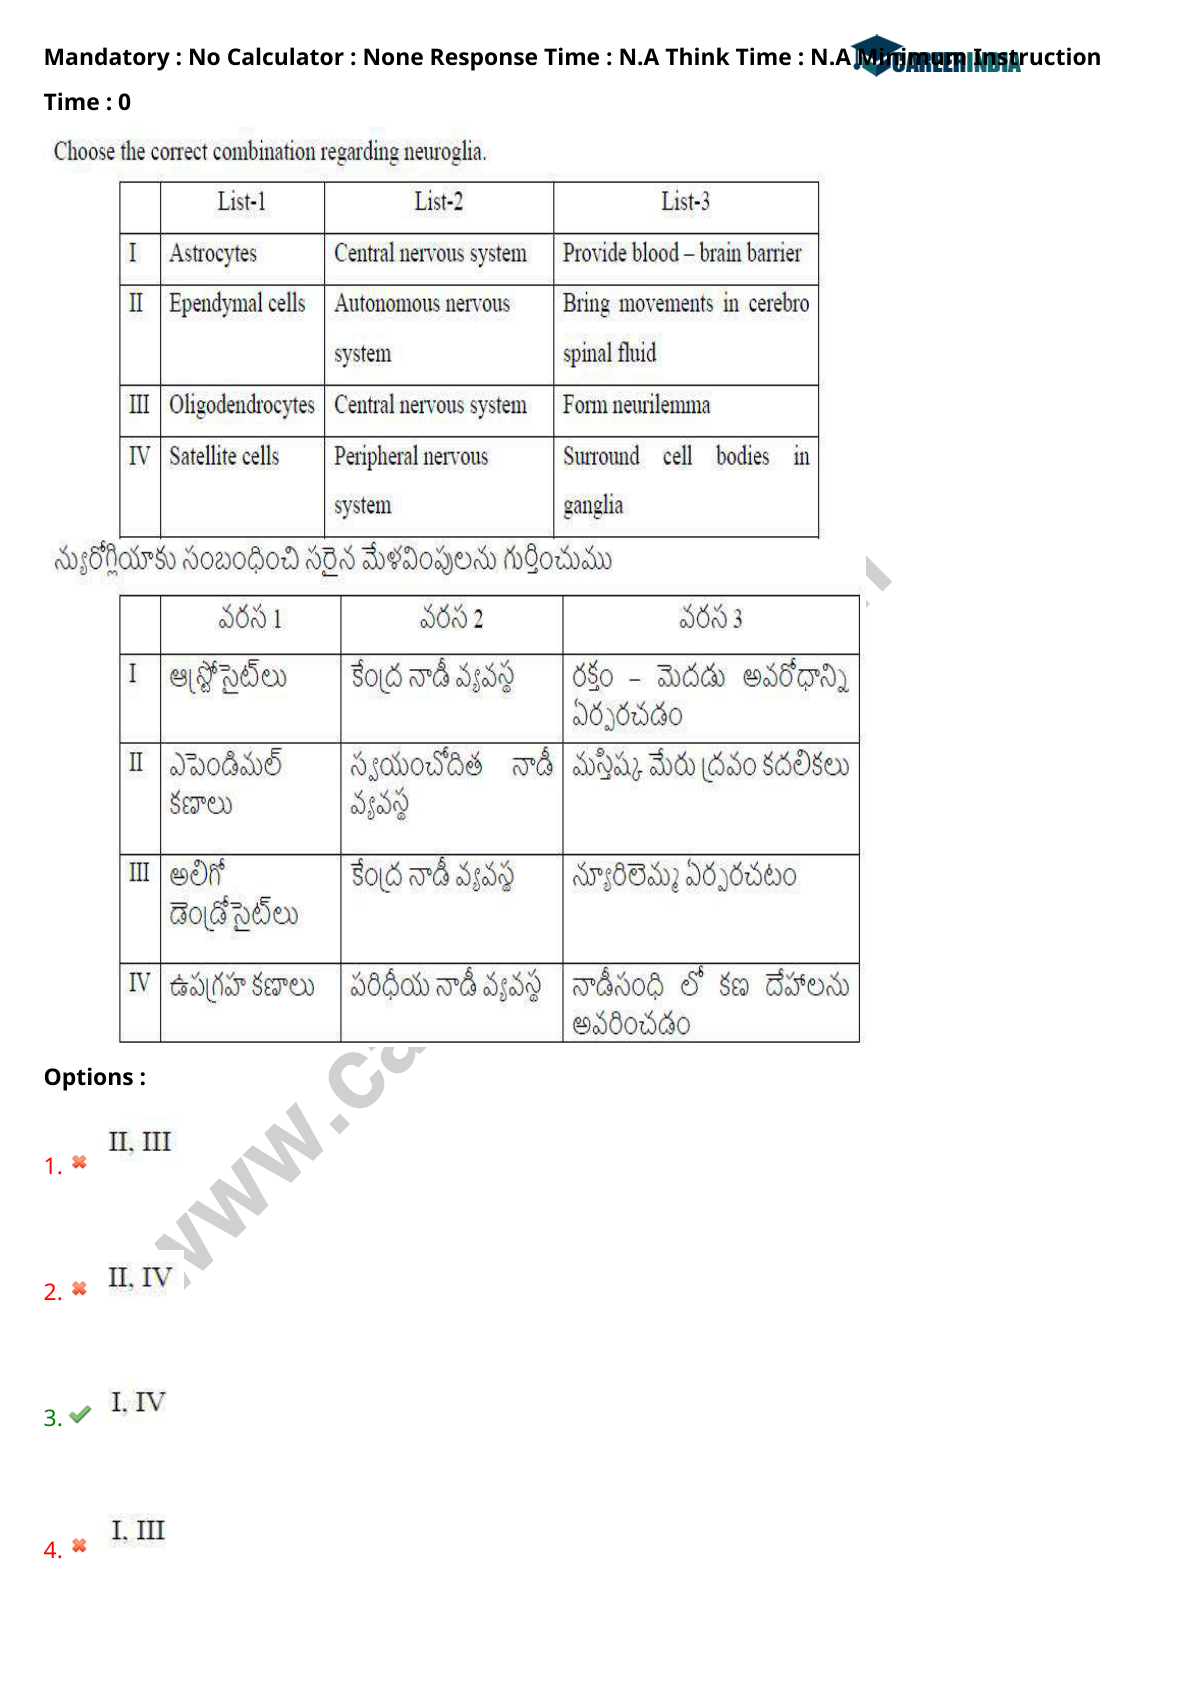 Mandatory : No Calculator : None Response Time : N.A Think Time : N.A Minimum Instruction
CAREERINDIA
Time : 0
Choose the correct combination regarding neuroglia.
List-1 List-2 List-3
I Astrocytes Central nervous system Provide blood – brain barrier
II Ependymal cells Autonomous nervous Bring movements in cerebro
system spinal fluid
III Oligodendrocytes Central nervous system Form neurilemma
IV Satellite cells Peripheral nervous Surround cell bodies in
system ganglia
న్యురోగ్లియాకు సంబంధించి సరైన మేళవింపులను గుర్తించుము
వరస 1 వరస 2 వరస 3
I ఆస్ట్రోసైట్‌లు కేంద్ర నాడీ వ్యవస్థ రక్తం – మెదడు అవరోధాన్ని
ఏర్పరచడం
II ఎపెండిమల్ స్వయంచోదిత నాడీ మస్తిష్క మేరు ద్రవం కదలికలు
కణాలు వ్యవస్థ
III అలిగో కేంద్ర నాడీ వ్యవస్థ న్యూరిలెమ్మ ఏర్పరచటం
డెండ్రోసైట్‌లు
IV ఉపగ్రహ కణాలు పరిధీయ నాడీ వ్యవస్థ నాడీసంధి లో కణ దేహాలను
అవరించడం
Options :
1. II, III
2. II, IV
3. I, IV
4. I, III